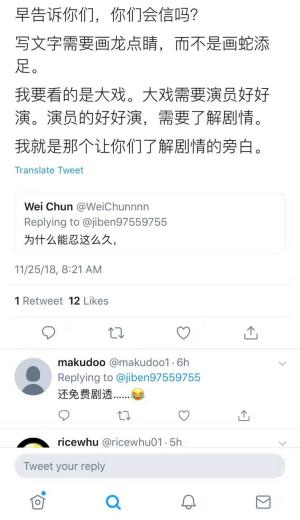 早告诉你们，你们会信吗？
写文字需要画龙点睛，而不是画蛇添
足。
我要看的是大戏。大戏需要演员好好
演。演员的好好演，需要了解剧情。
我就是那个让你们了解剧情的旁白。
Translate Tweet
Wei Chun @WeiChunnnn
Replying to @jiben97559755
为什么能忍这么久，
11/25/18, 8:21 AM
1 Retweet 12 Likes
makudoo @makudoo1 · 6h
Replying to @jiben97559755
还免费剧透......😂
ricewhu @ricewhu01 · 5h
Tweet your reply